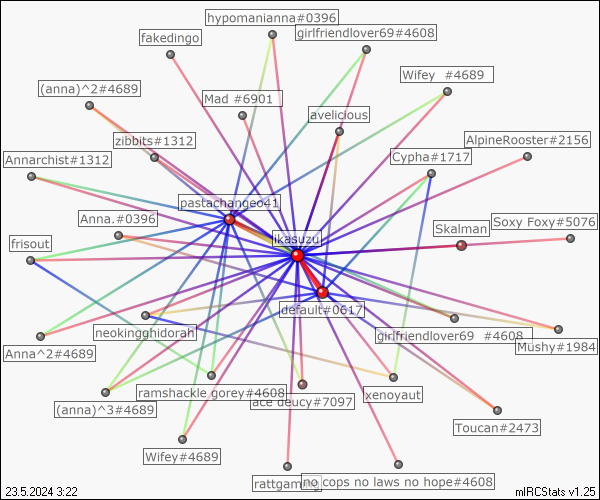 hypomanianna#0396
girlfriendlover69#4608
fakedingo
Wifey #4689
(anna)^2#4689
Mad #6901
avelicious
zibbits#1312
AlpineRooster#2156
Annarchist#1312
Cypha#1717
pastachangeo41
Anna.#0396
Soxy Foxy#5076
Skalman
frisout
ikasuzu
default#0617
neokingghidorah
girlfriendlover69 #4608
Mushy#1984
Anna^2#4689
ramshackle gorey#4608
xenoyaut
ace deucy#7097
(anna)^3#4689
Toucan#2473
Wifey#4689
rattgaming
no cops no laws no hope#4608
23.5.2024 3:22
mIRCStats v1.25